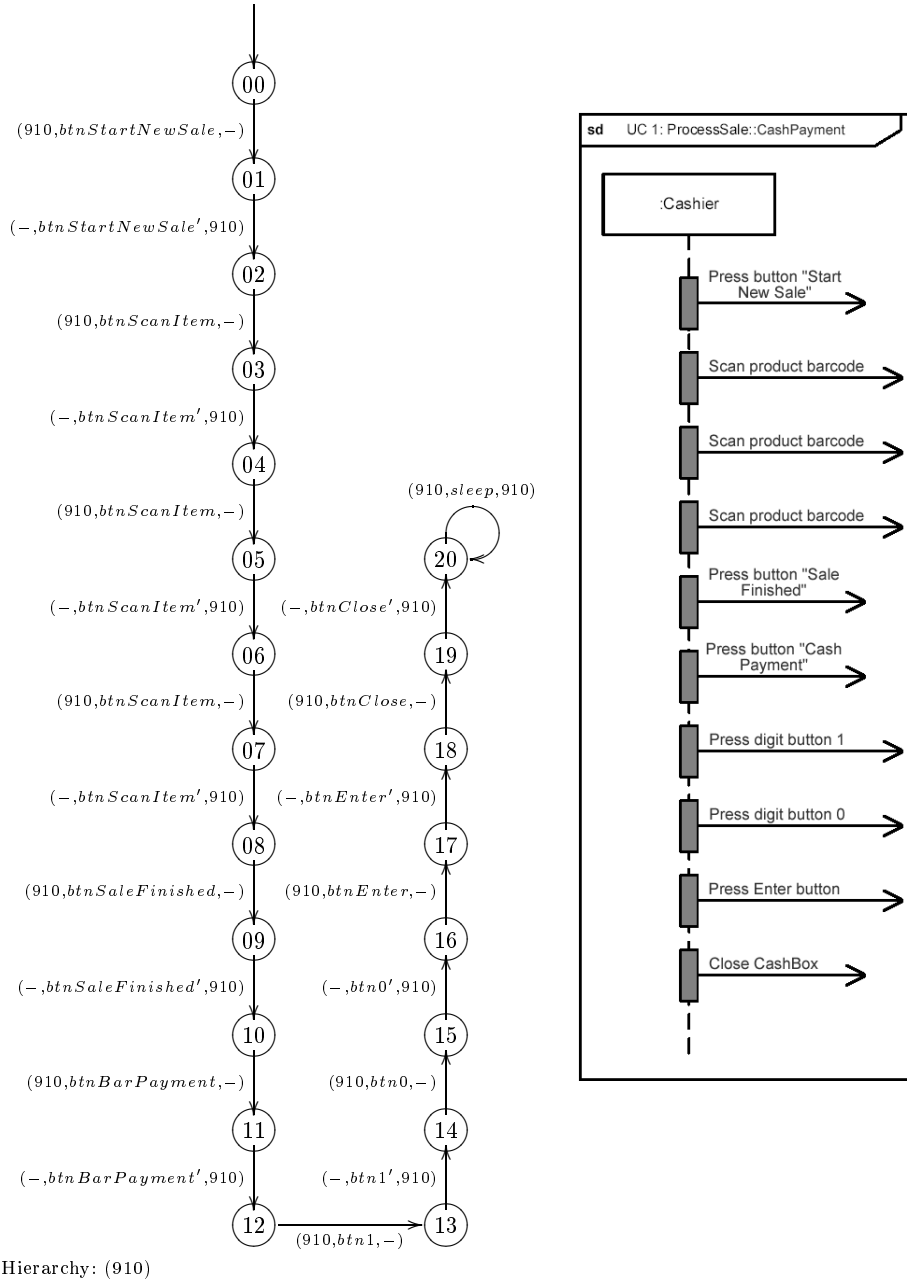 00
(910,btnStartNewSale,−)
01
(−,btnStartNewSale′,910)
02
(910,btnScanItem,−)
03
(−,btnScanItem′,910)
04
(910,btnScanItem,−)
05
(−,btnScanItem′,910)
06
(910,btnScanItem,−)
07
(−,btnScanItem′,910)
08
(910,btnSaleFinished,−)
09
(−,btnSaleFinished′,910)
10
(910,btnBarPayment,−)
11
(−,btnBarPayment′,910)
12
(910,btn1,−)
13
(−,btn1′,910)
14
(910,btn0,−)
15
(−,btn0′,910)
16
(910,btnEnter,−)
17
(−,btnEnter′,910)
18
(910,btnClose,−)
19
(−,btnClose′,910)
20
(910,sleep,910)
Hierarchy: (910)
sd UC 1: ProcessSale::CashPayment
:Cashier
Press button "Start
New Sale"
Scan product barcode
Scan product barcode
Scan product barcode
Press button "Sale
Finished"
Press button "Cash
Payment"
Press digit button 1
Press digit button 0
Press Enter button
Close CashBox